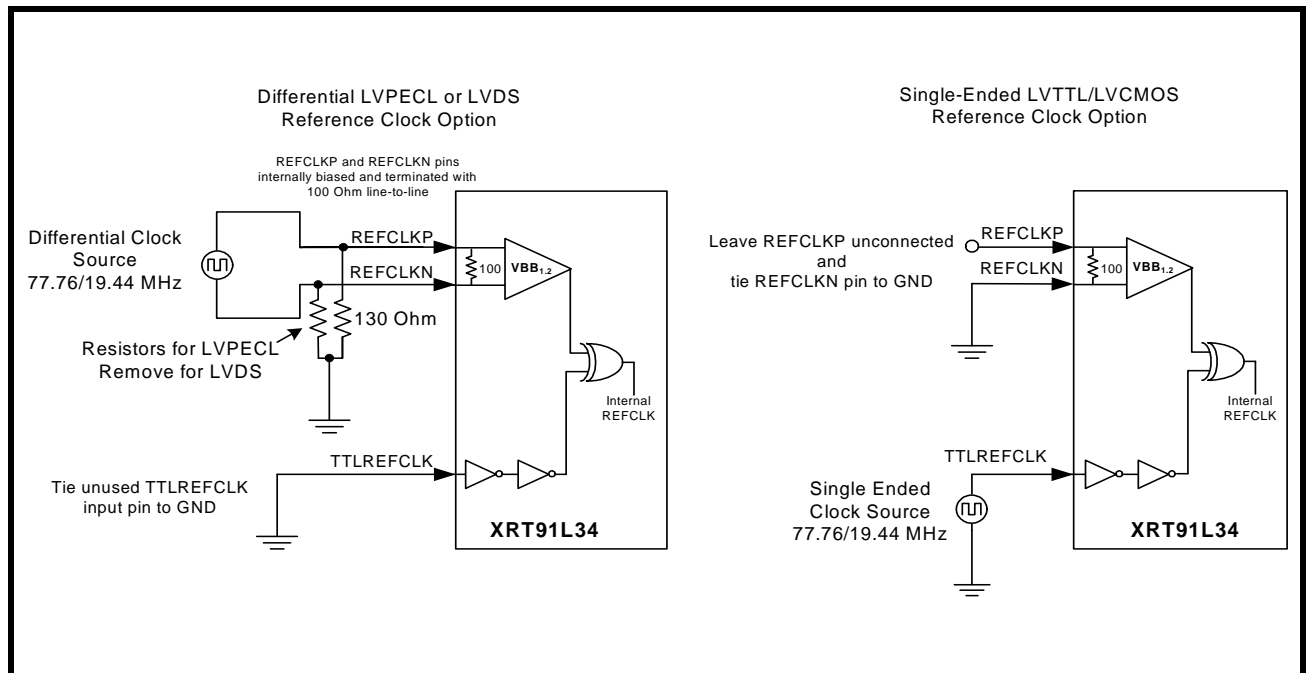 Differential LVPECL or LVDS
Reference Clock Option
REFCLKP and REFCLKN pins
internally biased and terminated with
100 Ohm line-to-line
Differential Clock
Source
77.76/19.44 MHz
REFCLKP
REFCLKN
100
VBB1.2
130 Ohm
Resistors for LVPECL
Remove for LVDS
Internal
REFCLK
TTLREFCLK
Tie unused TTLREFCLK
input pin to GND
XRT91L34
Single-Ended LVTTL/LVCMOS
Reference Clock Option
Leave REFCLKP unconnected
and
tie REFCLKN pin to GND
REFCLKP
REFCLKN
100
VBB1.2
Internal
REFCLK
TTLREFCLK
Single Ended
Clock Source
77.76/19.44 MHz
XRT91L34